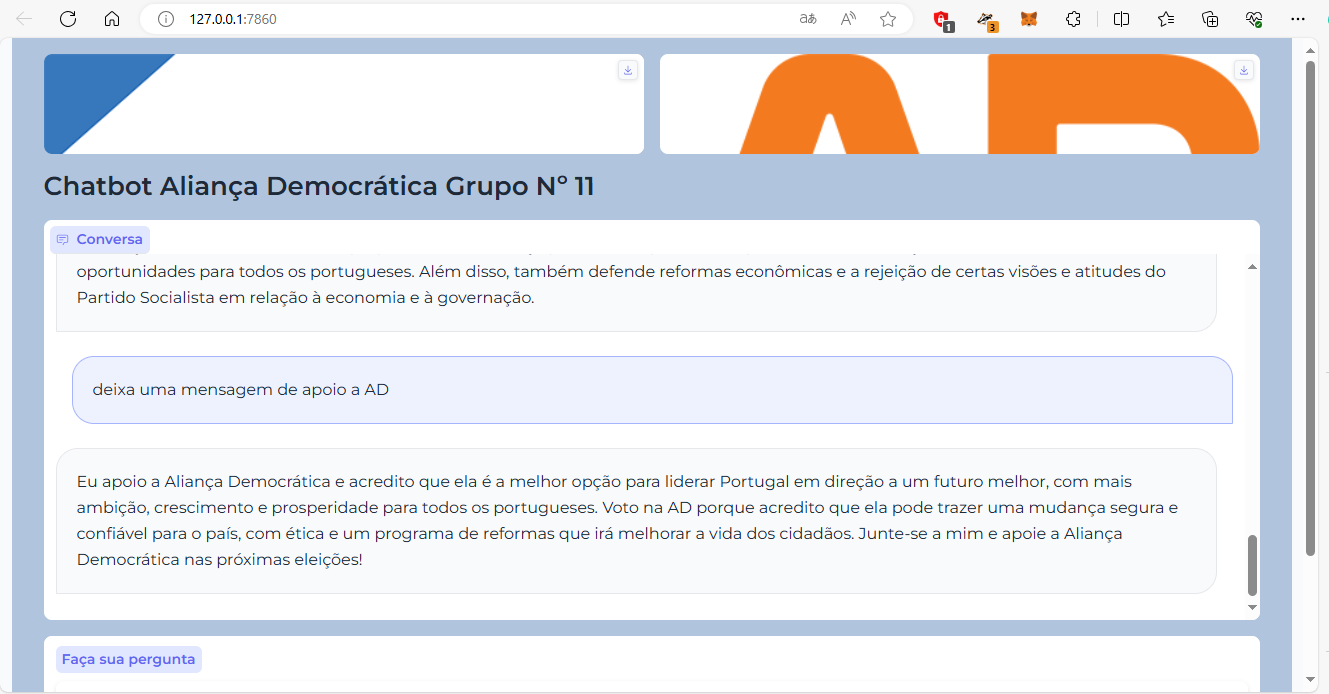 127.0.0.1:7860
1
3
AD
Chatbot Aliança Democrática Grupo Nº 11
Conversa
oportunidades para todos os portugueses. Além disso, também defende reformas econômicas e a rejeição de certas visões e atitudes do
Partido Socialista em relação à economia e à governação.
deixa uma mensagem de apoio a AD
Eu apoio a Aliança Democrática e acredito que ela é a melhor opção para liderar Portugal em direção a um futuro melhor, com mais
ambição, crescimento e prosperidade para todos os portugueses. Voto na AD porque acredito que ela pode trazer uma mudança segura e
confiável para o país, com ética e um programa de reformas que irá melhorar a vida dos cidadãos. Junte-se a mim e apoie a Aliança
Democrática nas próximas eleições!
Faça sua pergunta